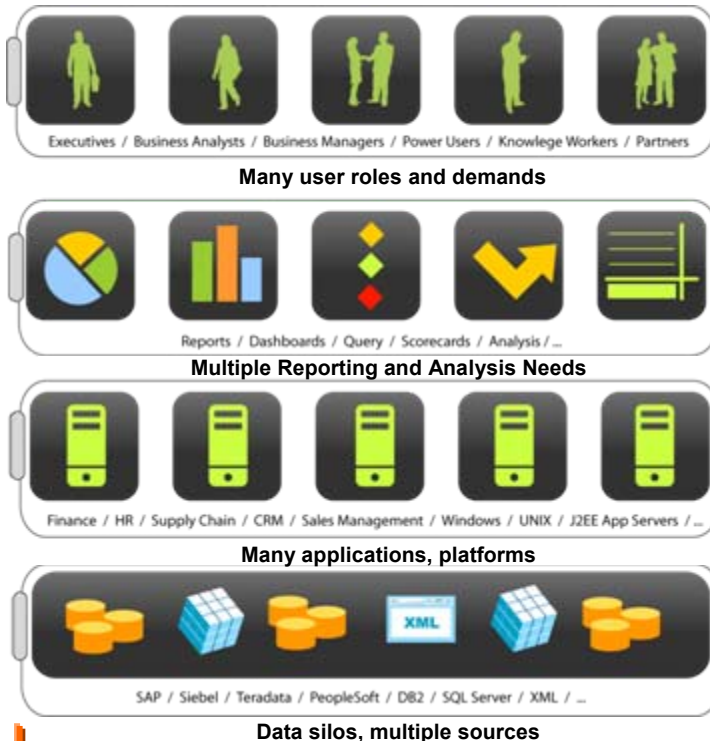 Executives / Business Analysts / Business Managers / Power Users / Knowlege Workers / Partners
Many user roles and demands
Reports / Dashboards / Query / Scorecards / Analysis / ...
Multiple Reporting and Analysis Needs
Finance / HR / Supply Chain / CRM / Sales Management / Windows / UNIX / J2EE App Servers / ...
Many applications, platforms
XML
SAP / Siebel / Teradata / PeopleSoft / DB2 / SQL Server / XML / ...
Data silos, multiple sources